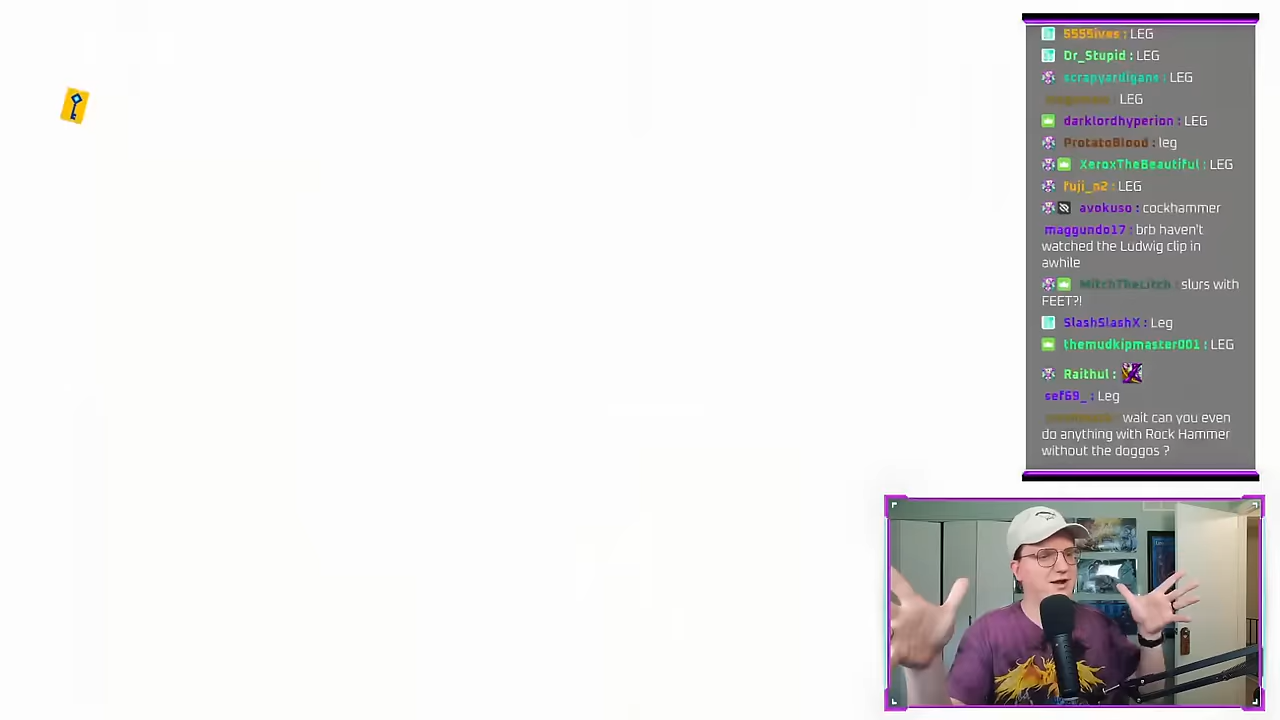 5555ives : LEG
Dr_Stupid : LEG
scrapyardigans : LEG
LEG
darklordhyperion : LEG
ProtatoBlood : leg
XeroxTheBeautiful : LEG
fuji_n2 : LEG
avokuso : cockhammer
maggundo17 : brb haven't
watched the Ludwig clip in
awhile
MitchTheLitch : slurs with
FEET?!
SlashSlashX : Leg
themudkipmaster001 : LEG
Raithul :
sef69_ : Leg
wait can you even
do anything with Rock Hammer
without the doggos ?